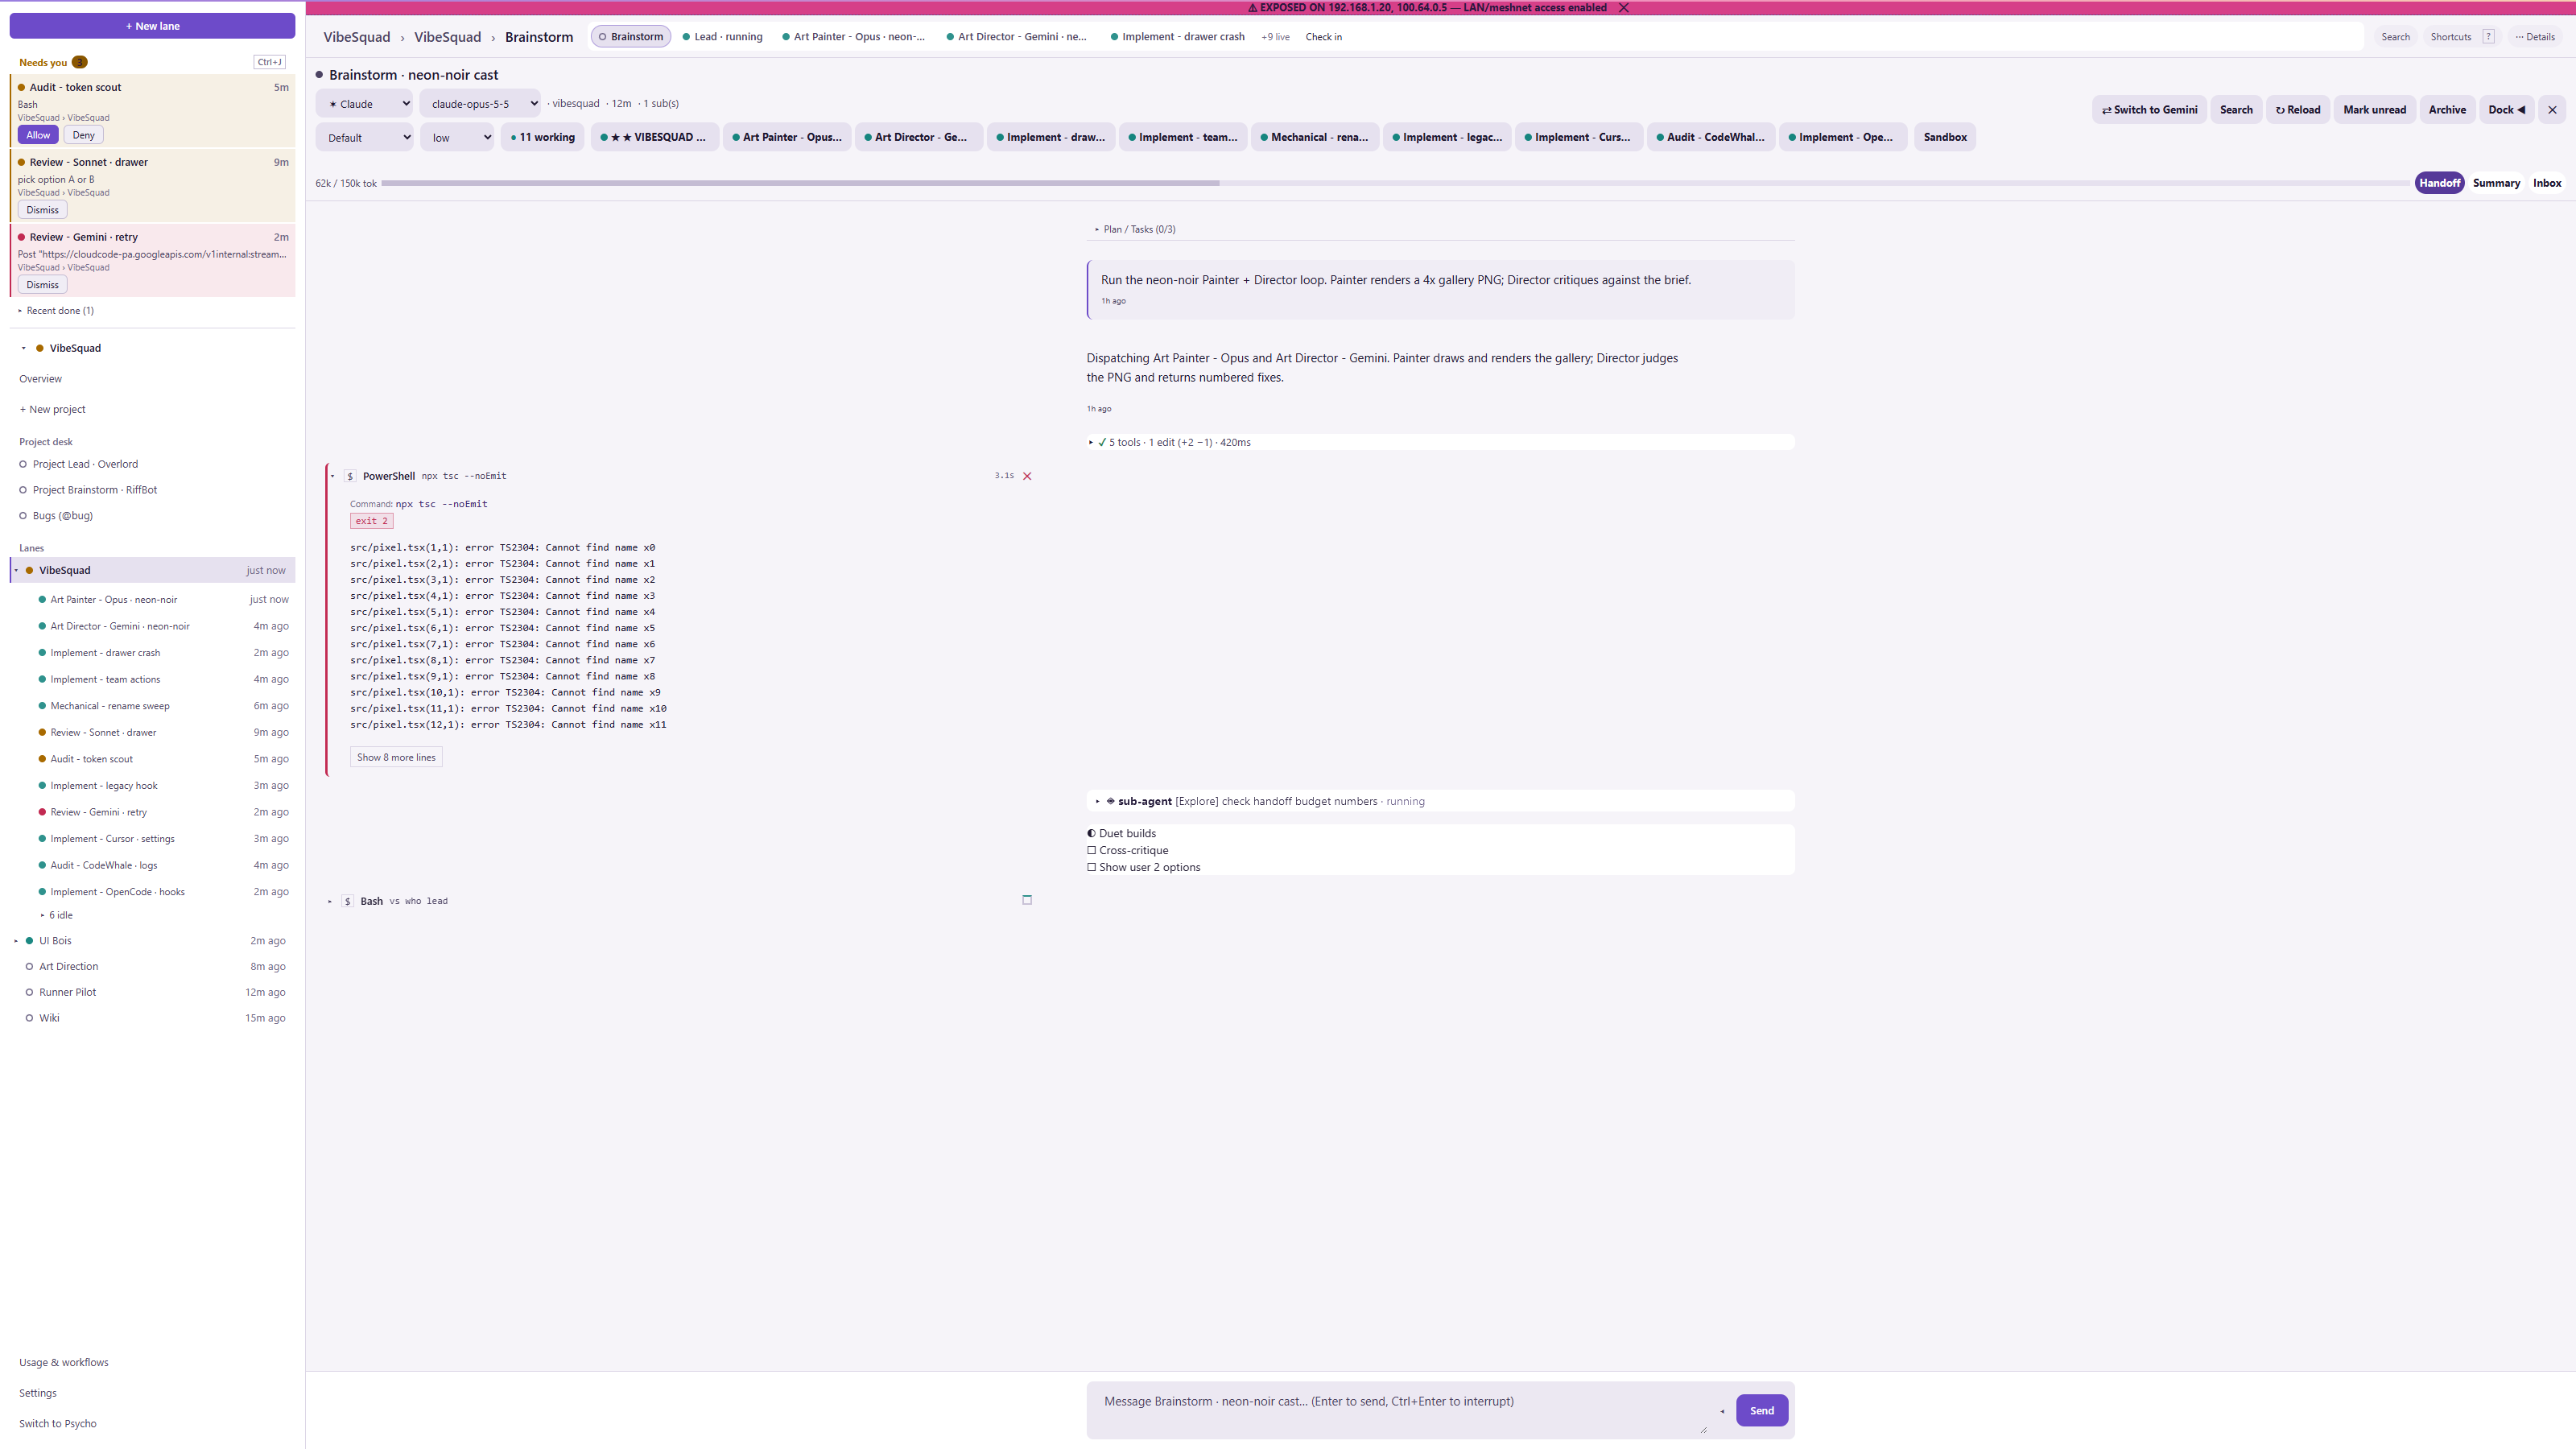 ⚠ EXPOSED ON 192.168.1.20, 100.64.0.5 — LAN/meshnet access enabled ✕
+ New lane
Needs you 3 Ctrl+J
Audit - token scout 5m
Bash
VibeSquad › VibeSquad
Allow Deny
Review - Sonnet · drawer 9m
pick option A or B
VibeSquad › VibeSquad
Dismiss
Review - Gemini · retry 2m
Post "https://cloudcode-pa.googleapis.com/v1internal:stream...
VibeSquad › VibeSquad
Dismiss
▸ Recent done (1)
▾ VibeSquad
Overview
+ New project
Project desk
Project Lead · Overlord
Project Brainstorm · RiffBot
Bugs (@bug)
Lanes
▾ VibeSquad just now
Art Painter - Opus · neon-noir just now
Art Director - Gemini · neon-noir 4m ago
Implement - drawer crash 2m ago
Implement - team actions 4m ago
Mechanical - rename sweep 6m ago
Review - Sonnet · drawer 9m ago
Audit - token scout 5m ago
Implement - legacy hook 3m ago
Review - Gemini · retry 2m ago
Implement - Cursor · settings 3m ago
Audit - CodeWhale · logs 4m ago
Implement - OpenCode · hooks 2m ago
▸ 6 idle
▸ UI Bois 2m ago
Art Direction 8m ago
Runner Pilot 12m ago
Wiki 15m ago
Usage & workflows
Settings
Switch to Psycho
VibeSquad › VibeSquad › Brainstorm
Brainstorm Lead · running Art Painter - Opus · neon-... Art Director - Gemini · ne... Implement - drawer crash +9 live Check in
Search Shortcuts ? ··· Details
Brainstorm · neon-noir cast
✶ Claude claude-opus-5-5 · vibesquad · 12m · 1 sub(s)
⇄ Switch to Gemini Search ↻ Reload Mark unread Archive Dock ◀ ✕
Default low ● 11 working ★ ★ VIBESQUAD ... Art Painter - Opus... Art Director - Ge... Implement - draw... Implement - team... Mechanical - rena... Implement - legac... Implement - Curs... Audit - CodeWhal... Implement - Ope... Sandbox
62k / 150k tok Handoff Summary Inbox
▸ Plan / Tasks (0/3)
Run the neon-noir Painter + Director loop. Painter renders a 4x gallery PNG; Director critiques against the brief.
1h ago
Dispatching Art Painter - Opus and Art Director - Gemini. Painter draws and renders the gallery; Director judges
the PNG and returns numbered fixes.
1h ago
▸ ✓ 5 tools · 1 edit (+2 −1) · 420ms
▾ $ PowerShell npx tsc --noEmit 3.1s ✕
Command: npx tsc --noEmit
exit 2
src/pixel.tsx(1,1): error TS2304: Cannot find name x0
src/pixel.tsx(2,1): error TS2304: Cannot find name x1
src/pixel.tsx(3,1): error TS2304: Cannot find name x2
src/pixel.tsx(4,1): error TS2304: Cannot find name x3
src/pixel.tsx(5,1): error TS2304: Cannot find name x4
src/pixel.tsx(6,1): error TS2304: Cannot find name x5
src/pixel.tsx(7,1): error TS2304: Cannot find name x6
src/pixel.tsx(8,1): error TS2304: Cannot find name x7
src/pixel.tsx(9,1): error TS2304: Cannot find name x8
src/pixel.tsx(10,1): error TS2304: Cannot find name x9
src/pixel.tsx(11,1): error TS2304: Cannot find name x10
src/pixel.tsx(12,1): error TS2304: Cannot find name x11
Show 8 more lines
▸ sub-agent [Explore] check handoff budget numbers · running
◐ Duet builds
☐ Cross-critique
☐ Show user 2 options
▸ $ Bash vs who lead
Message Brainstorm · neon-noir cast... (Enter to send, Ctrl+Enter to interrupt)
◂ Send